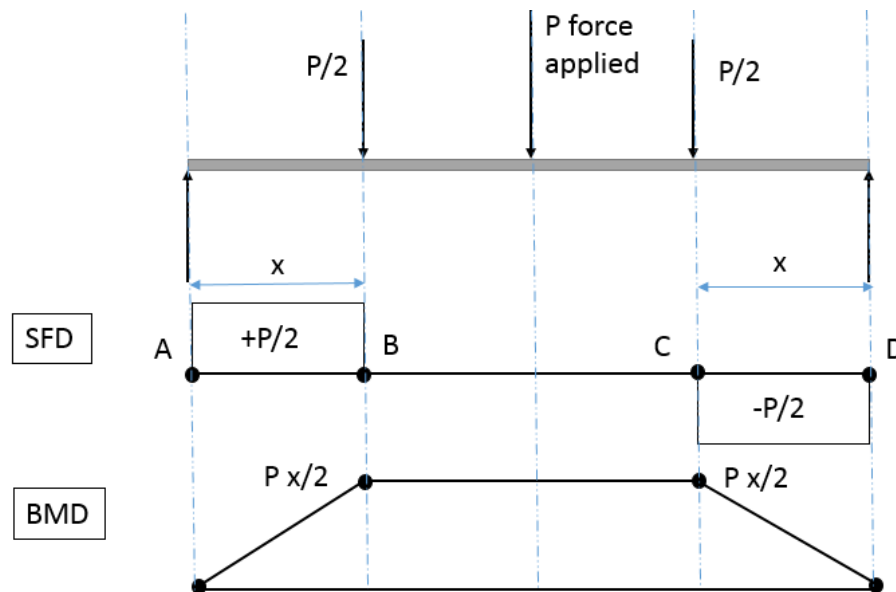 P force
applied
P/2
P/2
x
x
SFD
+P/2
A
B
C
D
-P/2
P x/2
P x/2
BMD